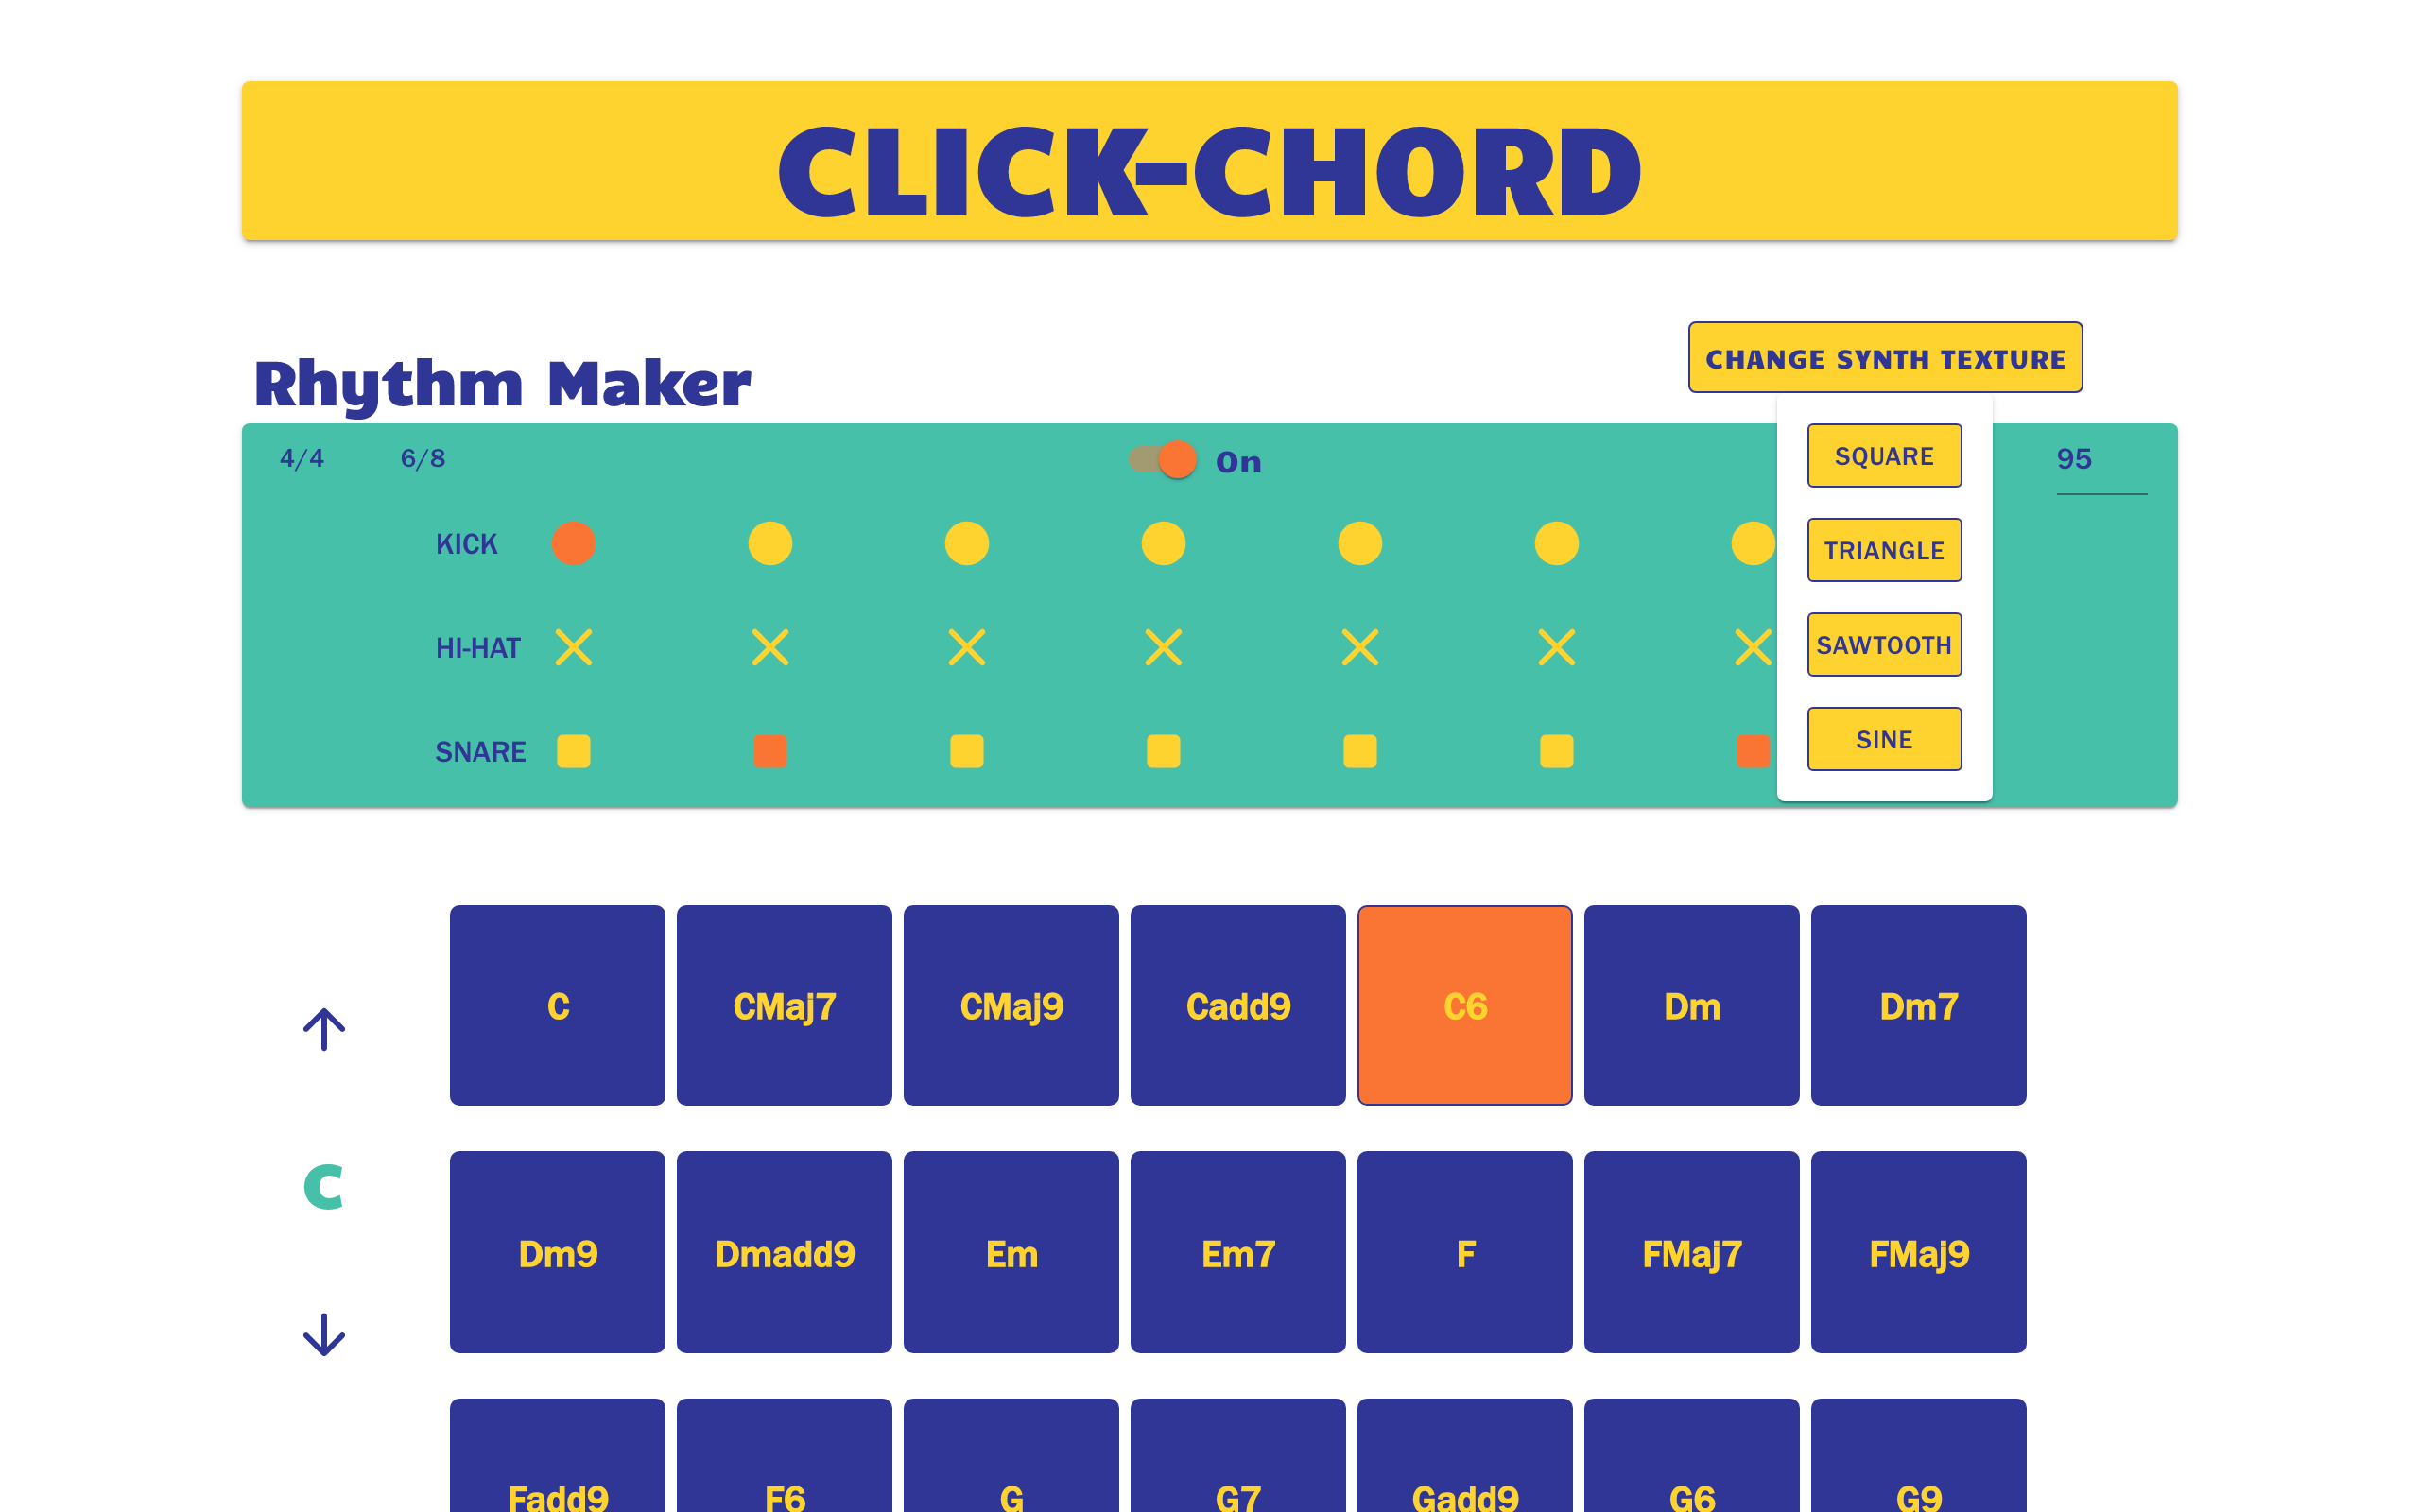 CLICK-CHORD
Rhythm Maker
CHANGE SYNTH TEXTURE
4/4 6/8 On 95
SQUARE
TRIANGLE
SAWTOOTH
SINE
KICK
HI-HAT
SNARE
C CMaj7 CMaj9 Cadd9 C6 Dm Dm7
C
Dm9 Dmadd9 Em Em7 F FMaj7 FMaj9
Fadd9 F6 G G7 Gadd9 G6 G9